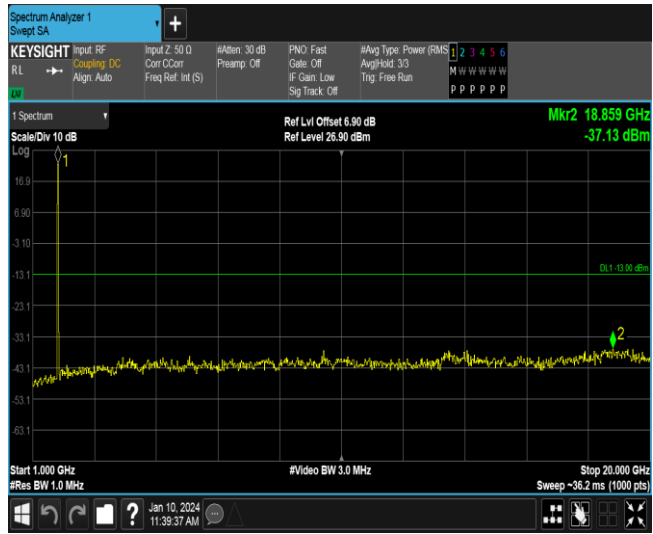 Spectrum Analyzer 1
Swept SA
+
KEYSIGHT
RL
LXI
Input: RF
Coupling: DC
Align: Auto
Input Z: 50 Ω
Corr CCorr
Freq Ref: Int (S)
#Atten: 30 dB
Preamp: Off
PNO: Fast
Gate: Off
IF Gain: Low
Sig Track: Off
#Avg Type: Power (RMS
Avg|Hold: 3/3
Trig: Free Run
1 2 3 4 5 6
M W W W W W
P P P P P P
1 Spectrum
Scale/Div 10 dB
Ref Lvl Offset 6.90 dB
Ref Level 26.90 dBm
Mkr2 18.859 GHz
-37.13 dBm
Log
1
16.9
6.90
-3.10
-13.1
DL1 -13.00 dBm
-23.1
-33.1
2
-43.1
-53.1
-63.1
Start 1.000 GHz
#Video BW 3.0 MHz
Stop 20.000 GHz
#Res BW 1.0 MHz
Sweep ~36.2 ms (1000 pts)
?
Jan 10, 2024
11:39:37 AM